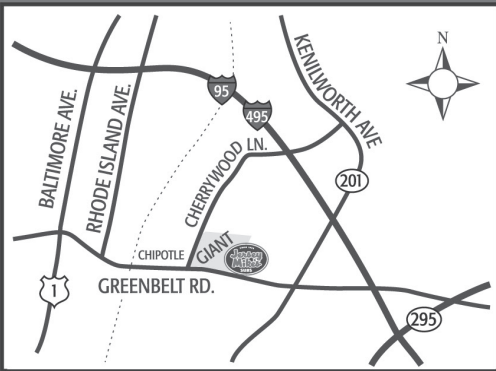 N
KENILWORTH AVE
95
495
BALTIMORE AVE.
RHODE ISLAND AVE.
CHERRYWOOD LN.
201
CHIPOTLE
GIANT
JERSEY
MIKE'S
SUBS
GREENBELT RD.
1
295